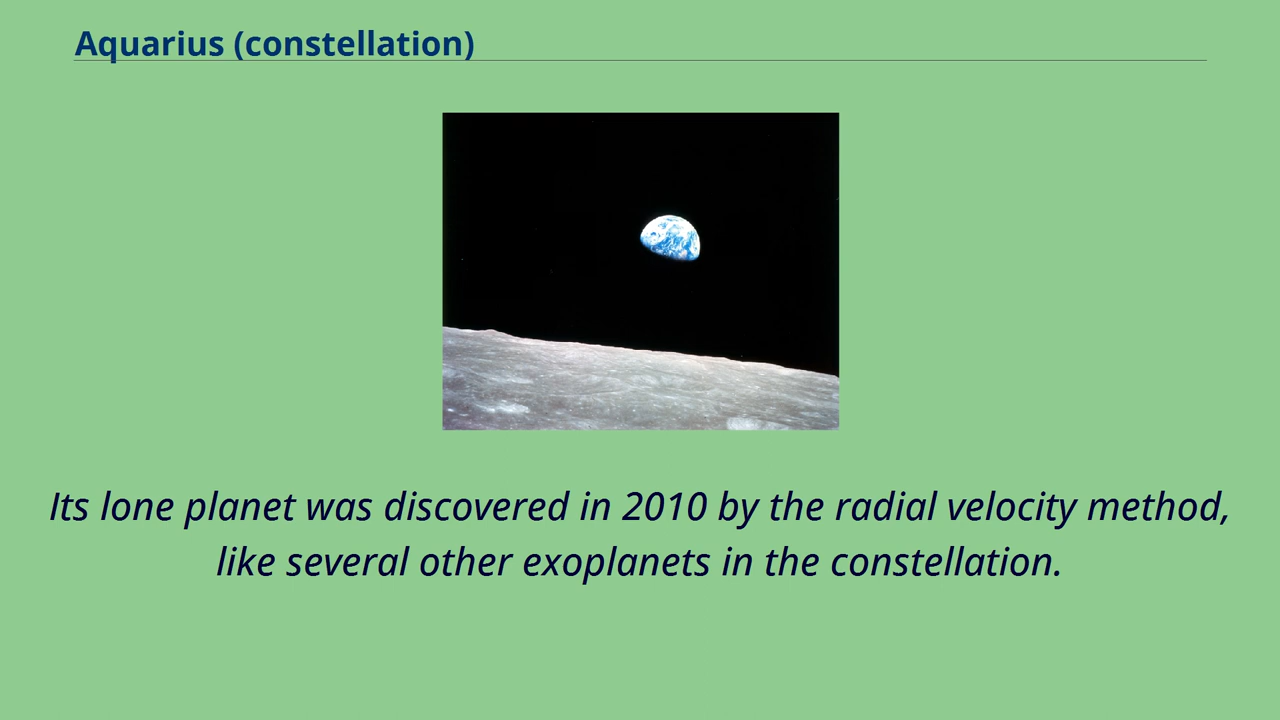 Aquarius (constellation)
Its lone planet was discovered in 2010 by the radial velocity method,
like several other exoplanets in the constellation.